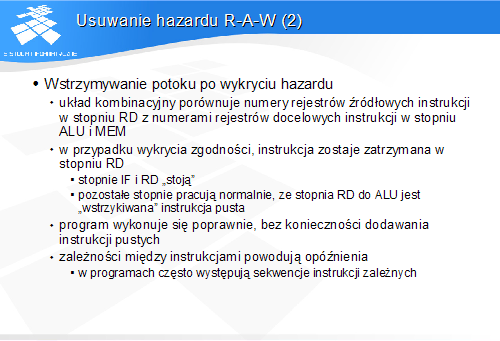 Usuwanie hazardu R-A-W (2)
• Wstrzymywanie potoku po wykryciu hazardu
• układ kombinacyjny porównuje numery rejestrów źródłowych instrukcji
w stopniu RD z numerami rejestrów docelowych instrukcji w stopniu
ALU i MEM
• w przypadku wykrycia zgodności, instrukcja zostaje zatrzymana w
stopniu RD
▪ stopnie IF i RD „stoją”
▪ pozostałe stopnie pracują normalnie, ze stopnia RD do ALU jest
„wstrzykiwana” instrukcja pusta
• program wykonuje się poprawnie, bez konieczności dodawania
instrukcji pustych
• zależności między instrukcjami powodują opóźnienia
▪ w programach często występują sekwencje instrukcji zależnych